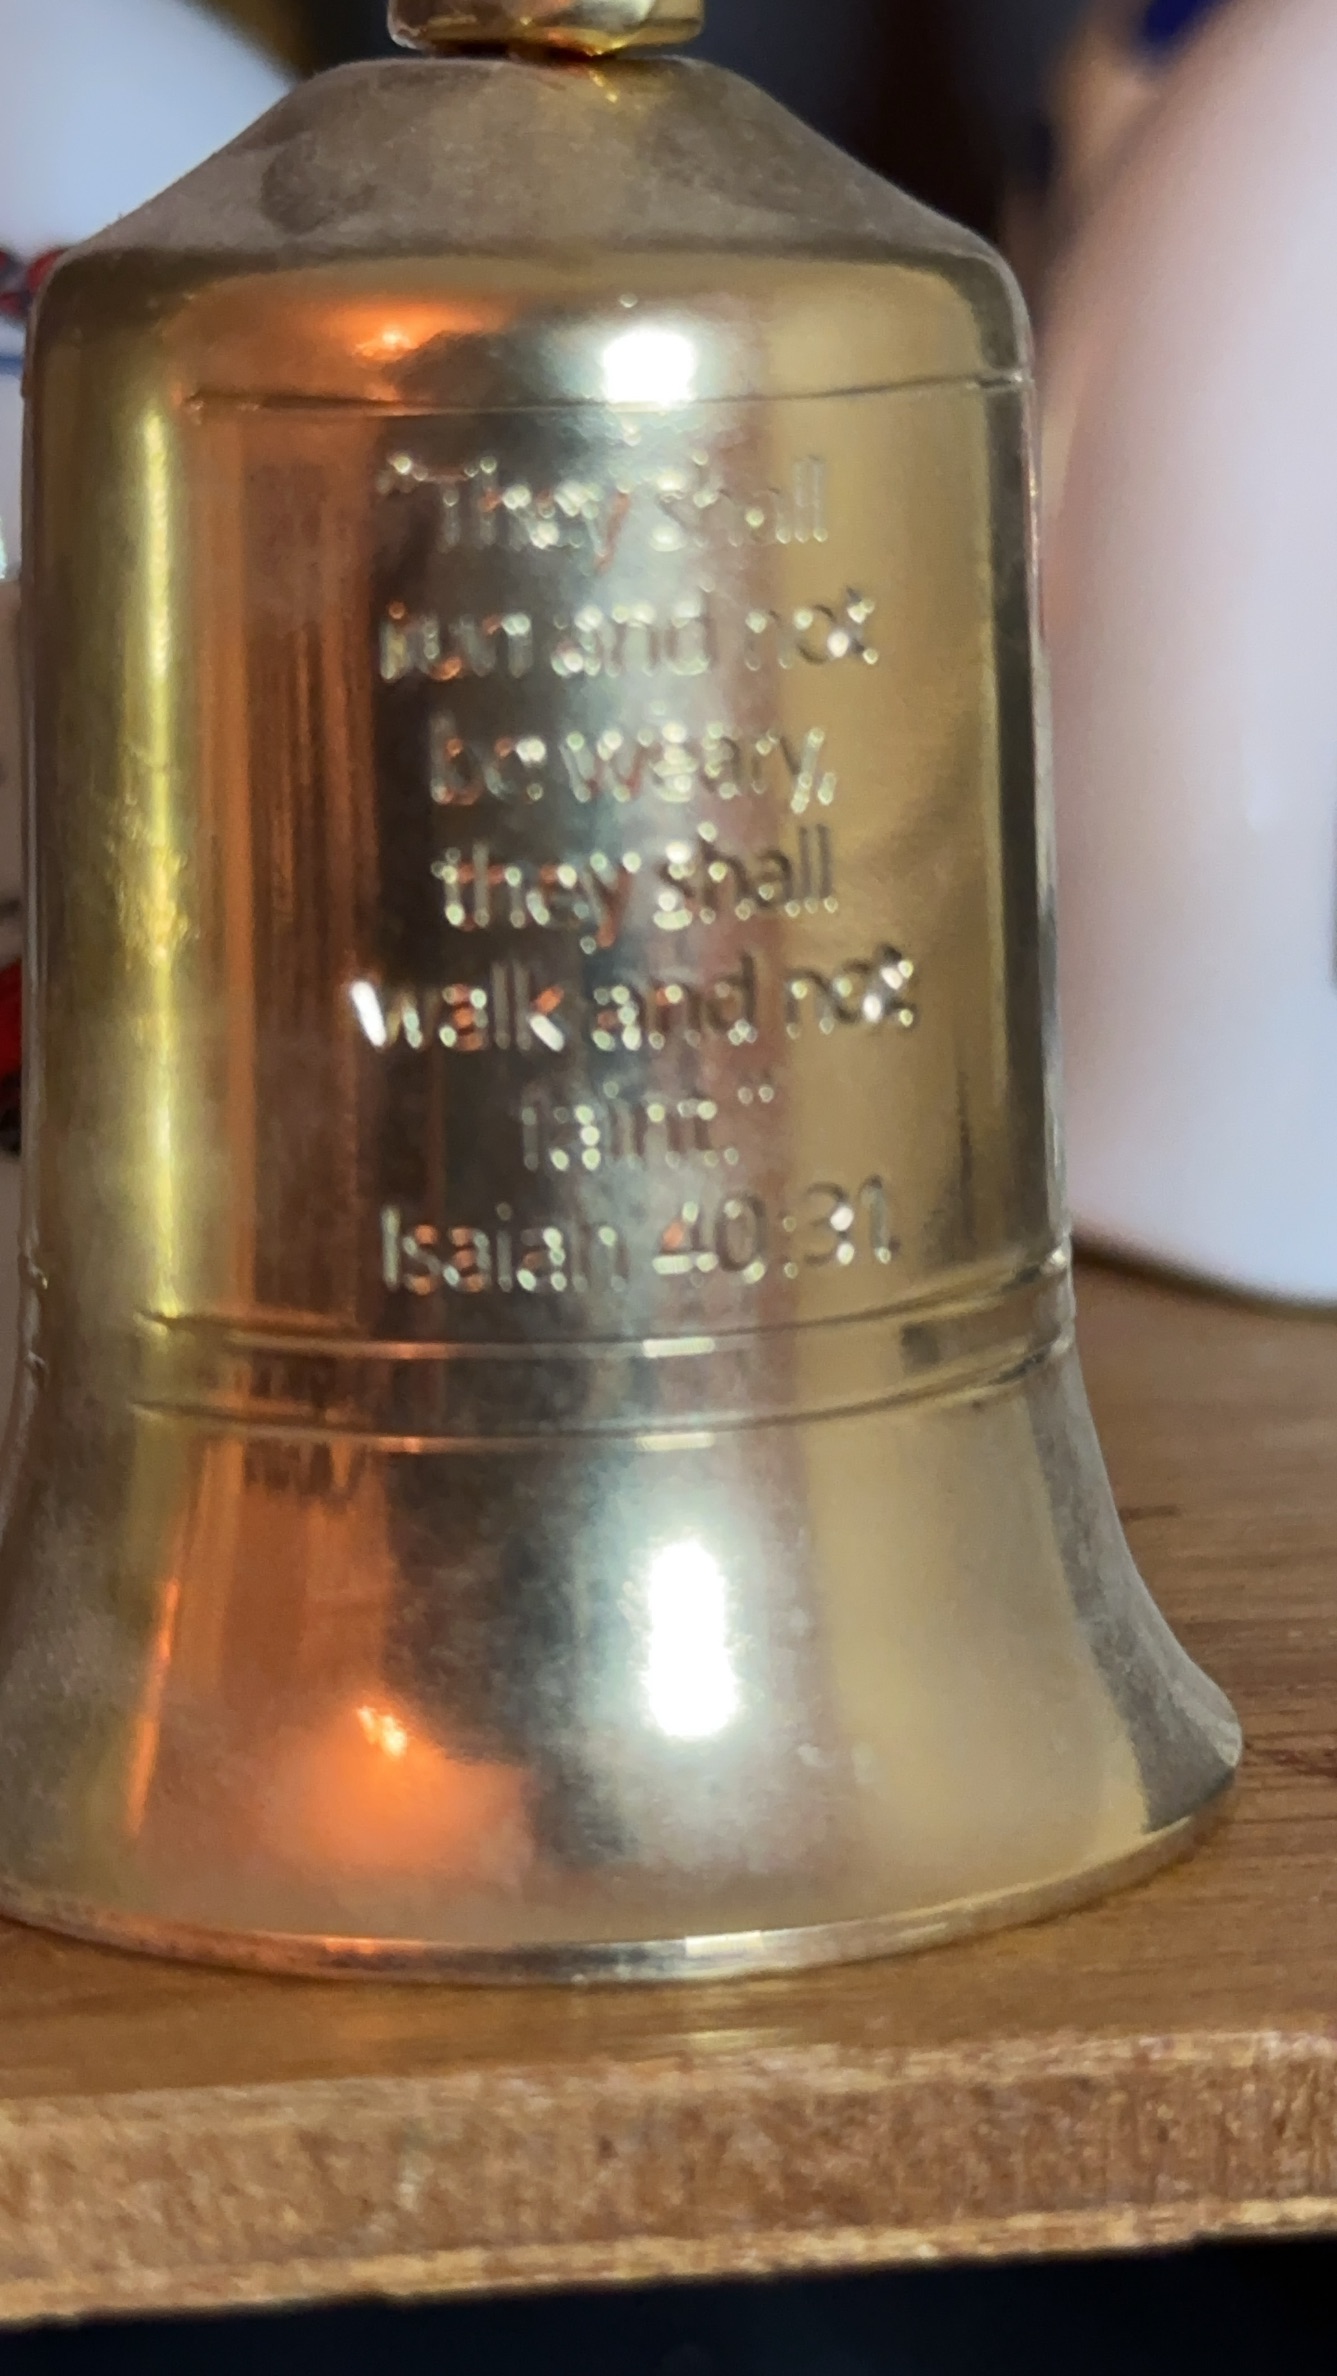 "They shall
run and not
be weary,
they shall
walk and not
faint."
Isaiah 40:31